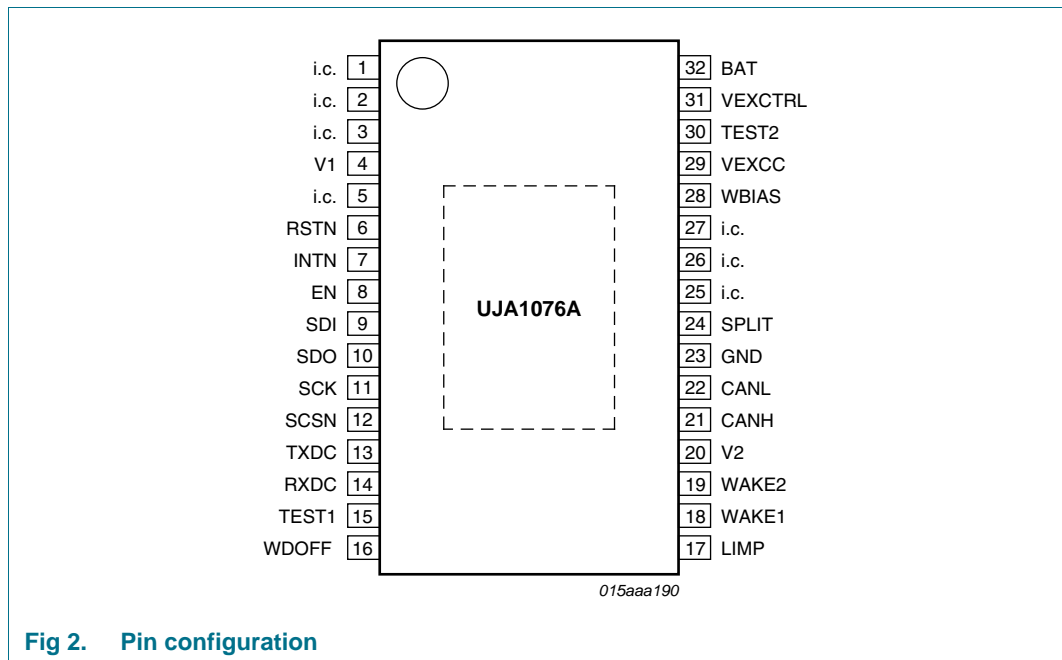 i.c. 1
i.c. 2
i.c. 3
V1 4
i.c. 5
RSTN 6
INTN 7
EN 8
SDI 9
SDO 10
SCK 11
SCSN 12
TXDC 13
RXDC 14
TEST1 15
WDOFF 16
UJA1076A
32 BAT
31 VEXCTRL
30 TEST2
29 VEXCC
28 WBIAS
27 i.c.
26 i.c.
25 i.c.
24 SPLIT
23 GND
22 CANL
21 CANH
20 V2
19 WAKE2
18 WAKE1
17 LIMP
015aaa190
Fig 2. Pin configuration